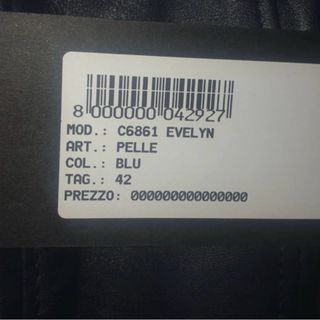 8 000000 042927
MOD.: C6861 EVELYN
ART.: PELLE
COL.: BLU
TAG.: 42
PREZZO: 000000000000000